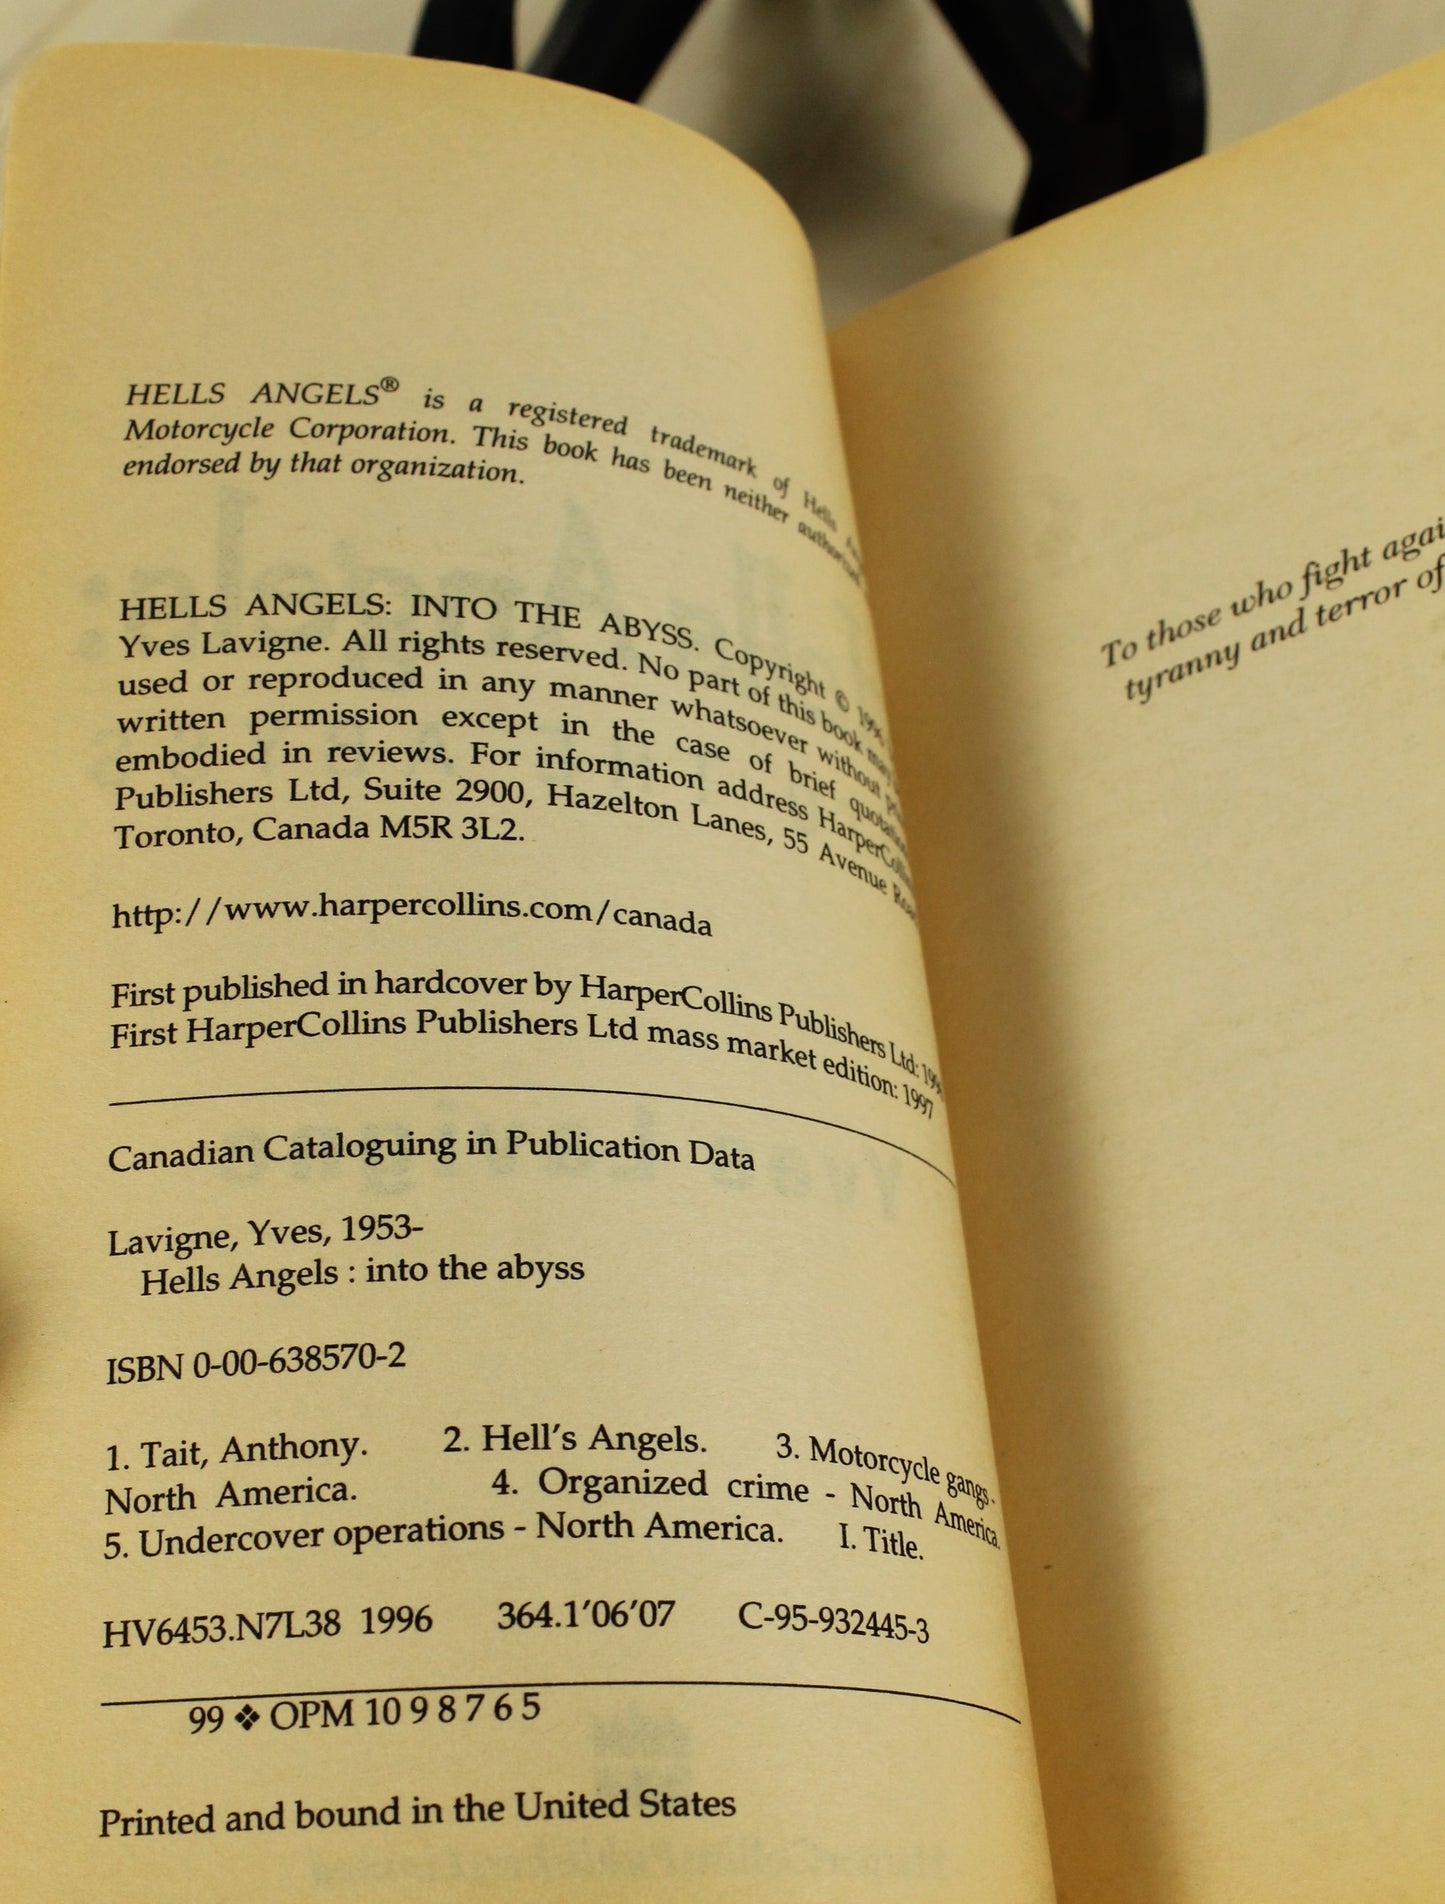 HELLS ANGELS® is a registered trademark of Hells
Motorcycle Corporation. This book has been neither authorized
endorsed by that organization.
HELLS ANGELS: INTO THE ABYSS. Copyright ©
Yves Lavigne. All rights reserved. No part of this book may
used or reproduced in any manner whatsoever without
written permission except in the case of brief
embodied in reviews. For information address
Publishers Ltd, Suite 2900, Hazelton Lanes, 55 Avenue
Toronto, Canada M5R 3L2.
http://www.harpercollins.com/canada
First published in hardcover by HarperCollins Publishers Ltd:
First HarperCollins Publishers Ltd mass market edition: 1997
Canadian Cataloguing in Publication Data
Lavigne, Yves, 1953-
Hells Angels : into the abyss
ISBN 0-00-638570-2
1. Tait, Anthony. 2. Hell's Angels. 3. Motorcycle gangs -
North America. 4. Organized crime - North America.
5. Undercover operations - North America. I. Title.
HV6453.N7L38 1996 364.1'06'07 C-95-932445-3
99 ❖ OPM 10 9 8 7 6 5
Printed and bound in the United States
To those who fight
tyranny and terror of